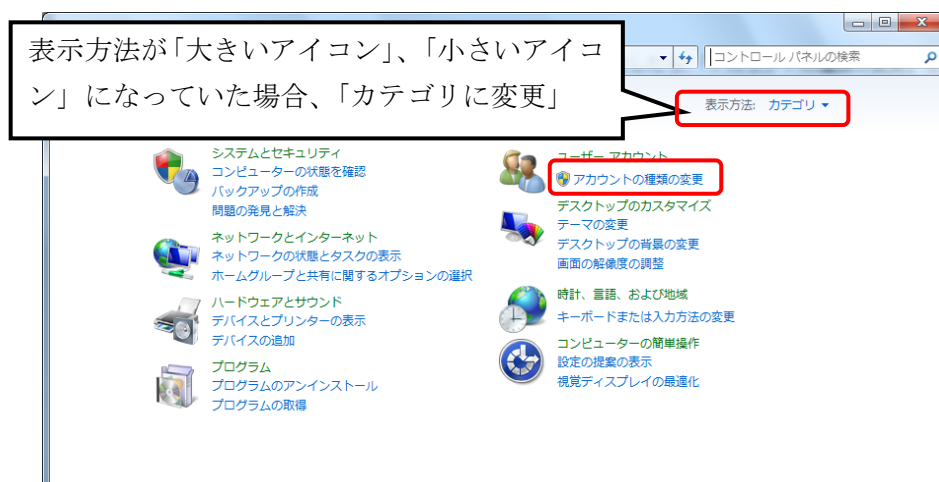 表示方法が「大きいアイコン」、「小さいアイコ
ン」になっていた場合、「カテゴリに変更」
コントロール パネルの検索
表示方法: カテゴリ
システムとセキュリティ
コンピューターの状態を確認
バックアップの作成
問題の発見と解決
ネットワークとインターネット
ネットワークの状態とタスクの表示
ホームグループと共有に関するオプションの選択
ハードウェアとサウンド
デバイスとプリンターの表示
デバイスの追加
プログラム
プログラムのアンインストール
プログラムの取得
ユーザー アカウント
アカウントの種類の変更
デスクトップのカスタマイズ
テーマの変更
デスクトップの背景の変更
画面の解像度の調整
時計、言語、および地域
キーボードまたは入力方法の変更
コンピューターの簡単操作
設定の提案の表示
視覚ディスプレイの最適化